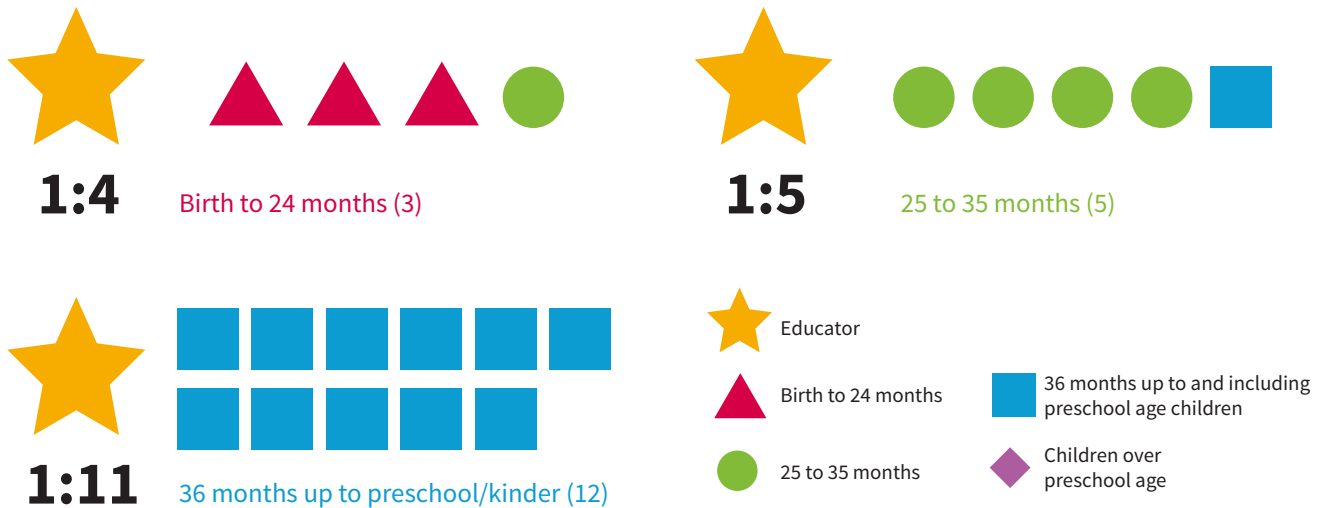 1:4
Birth to 24 months (3)
1:5
25 to 35 months (5)
1:11
36 months up to preschool/kinder (12)
Educator
Birth to 24 months
25 to 35 months
36 months up to and including
preschool age children
Children over
preschool age